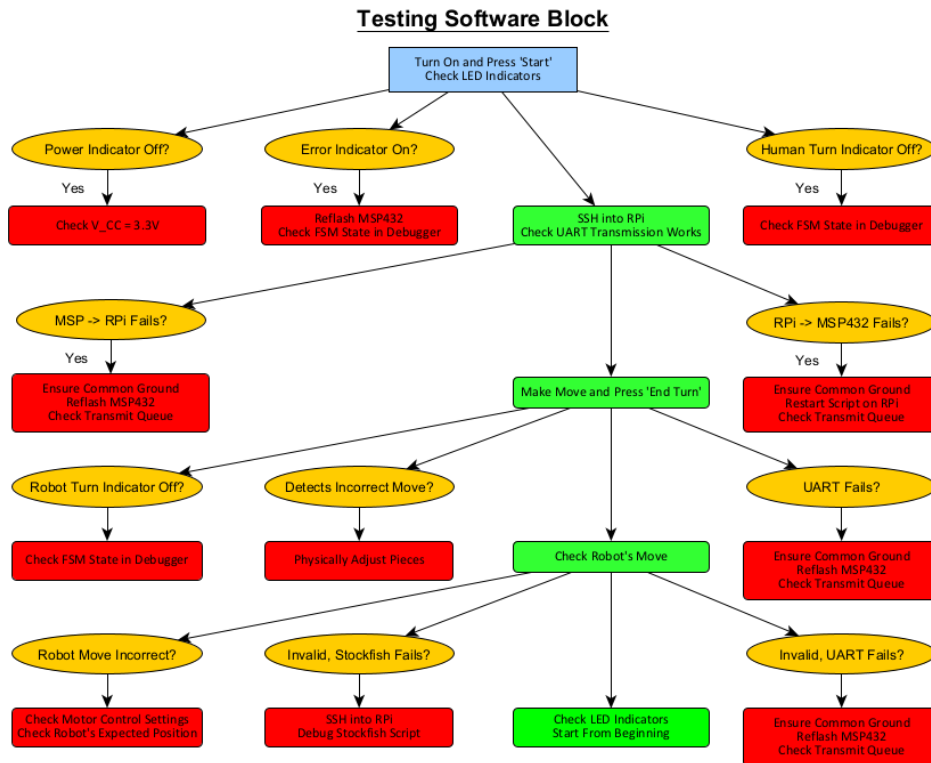 Testing Software Block
Turn On and Press 'Start'
Check LED Indicators
Power Indicator Off?
Error Indicator On?
Human Turn Indicator Off?
Yes
Yes
Yes
Check V_CC = 3.3V
Reflash MSP432
Check FSM State in Debugger
SSH into RPi
Check UART Transmission Works
Check FSM State in Debugger
MSP -> RPi Fails?
RPi -> MSP432 Fails?
Yes
Yes
Ensure Common Ground
Reflash MSP432
Check Transmit Queue
Make Move and Press 'End Turn'
Ensure Common Ground
Restart Script on RPi
Check Transmit Queue
Robot Turn Indicator Off?
Detects Incorrect Move?
UART Fails?
Check FSM State in Debugger
Physically Adjust Pieces
Check Robot's Move
Ensure Common Ground
Reflash MSP432
Check Transmit Queue
Robot Move Incorrect?
Invalid, Stockfish Fails?
Invalid, UART Fails?
Check Motor Control Settings
Check Robot's Expected Position
SSH into RPi
Debug Stockfish Script
Check LED Indicators
Start From Beginning
Ensure Common Ground
Reflash MSP432
Check Transmit Queue